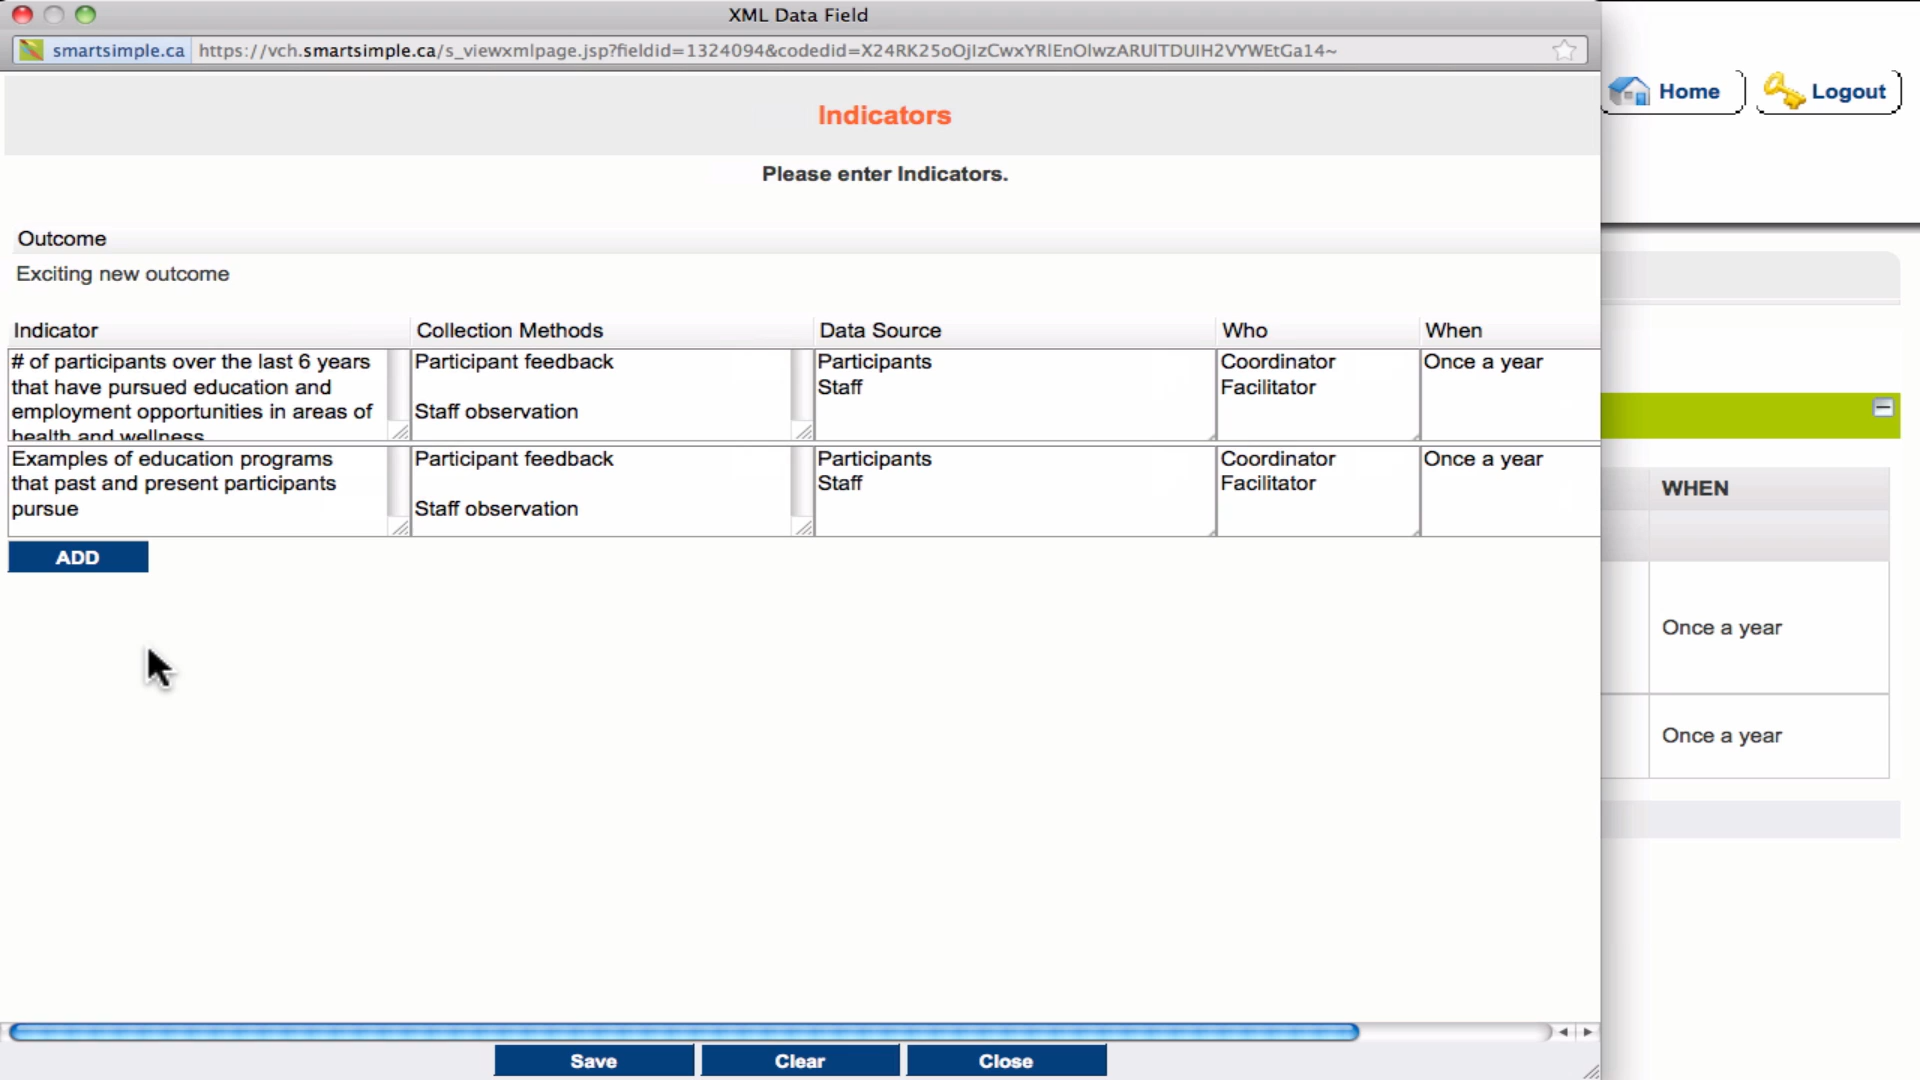 XML Data Field
smartsimple.ca https://vch.smartsimple.ca/s_viewxmlpage.jsp?fieldid=1324094&codedid=X24RK25oOjIzCwxYRlEnOlwzARUlTDUlH2VYWEtGa14~
Home Logout
Indicators
Please enter Indicators.
Outcome
Exciting new outcome
Indicator Collection Methods Data Source Who When
# of participants over the last 6 years
that have pursued education and
employment opportunities in areas of
health and wellness
Participant feedback
Staff observation
Participants
Staff
Coordinator
Facilitator
Once a year
Examples of education programs
that past and present participants
pursue
Participant feedback
Staff observation
Participants
Staff
Coordinator
Facilitator
Once a year
ADD
WHEN
Once a year
Once a year
Save Clear Close